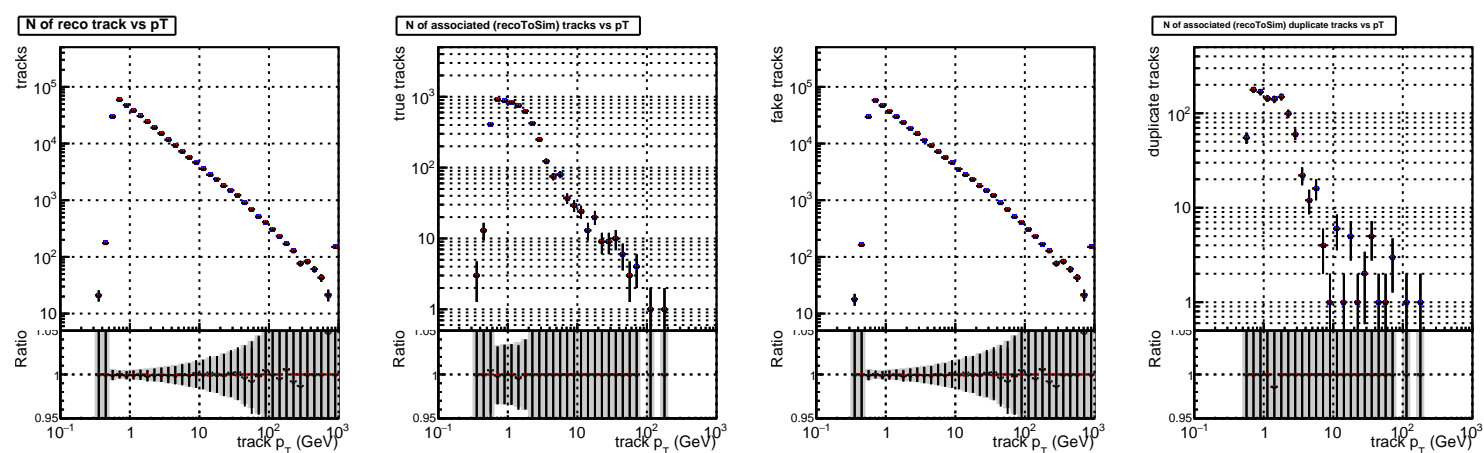 N of reco track vs pT
N of associated (recoToSim) tracks vs pT
N of associated (recoToSim) duplicate tracks vs pT
tracks
10^5
10^4
10^3
10^2
10
Ratio
1.05
1
0.95
10^-1 1 10 10^2 10^3
track p_T (GeV)
true tracks
10^3
10^2
10
1
Ratio
1.05
1
0.95
10^-1 1 10 10^2 10^3
track p_T (GeV)
fake tracks
10^5
10^4
10^3
10^2
10
Ratio
1.05
1
0.95
10^-1 1 10 10^2 10^3
track p_T (GeV)
duplicate tracks
10^2
10
1
Ratio
1.05
1
0.95
10^-1 1 10 10^2 10^3
track p_T (GeV)